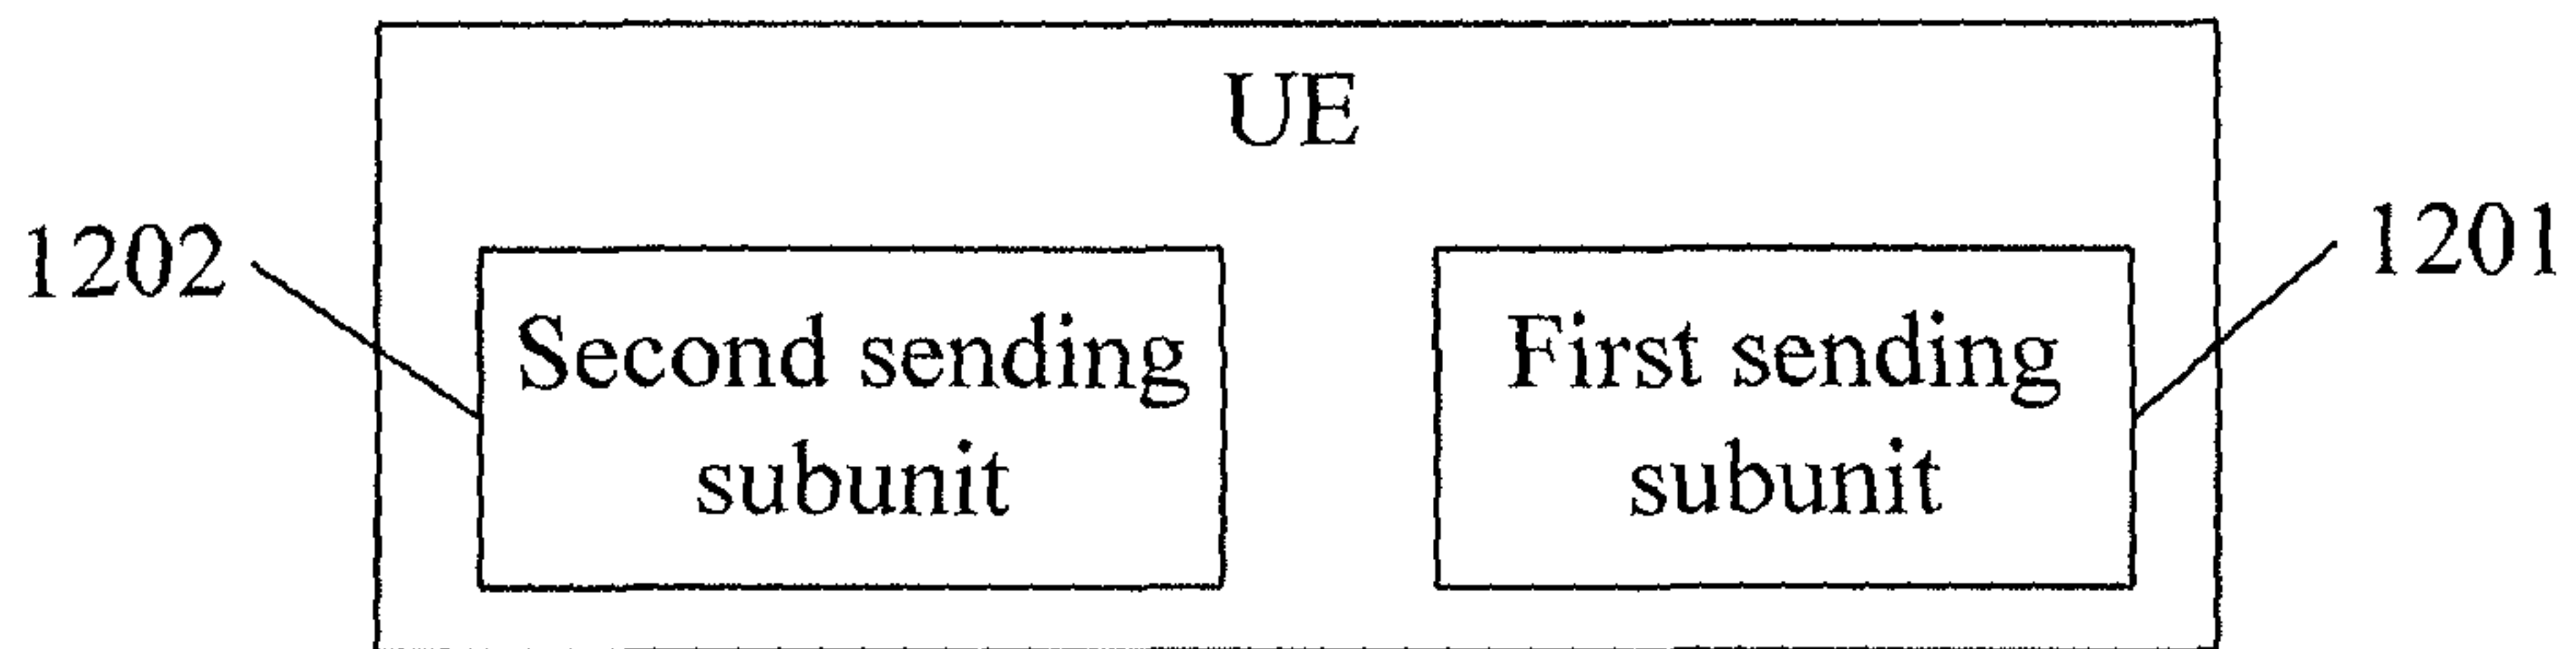 UE
1202
Second sending
subunit
First sending
subunit
1201